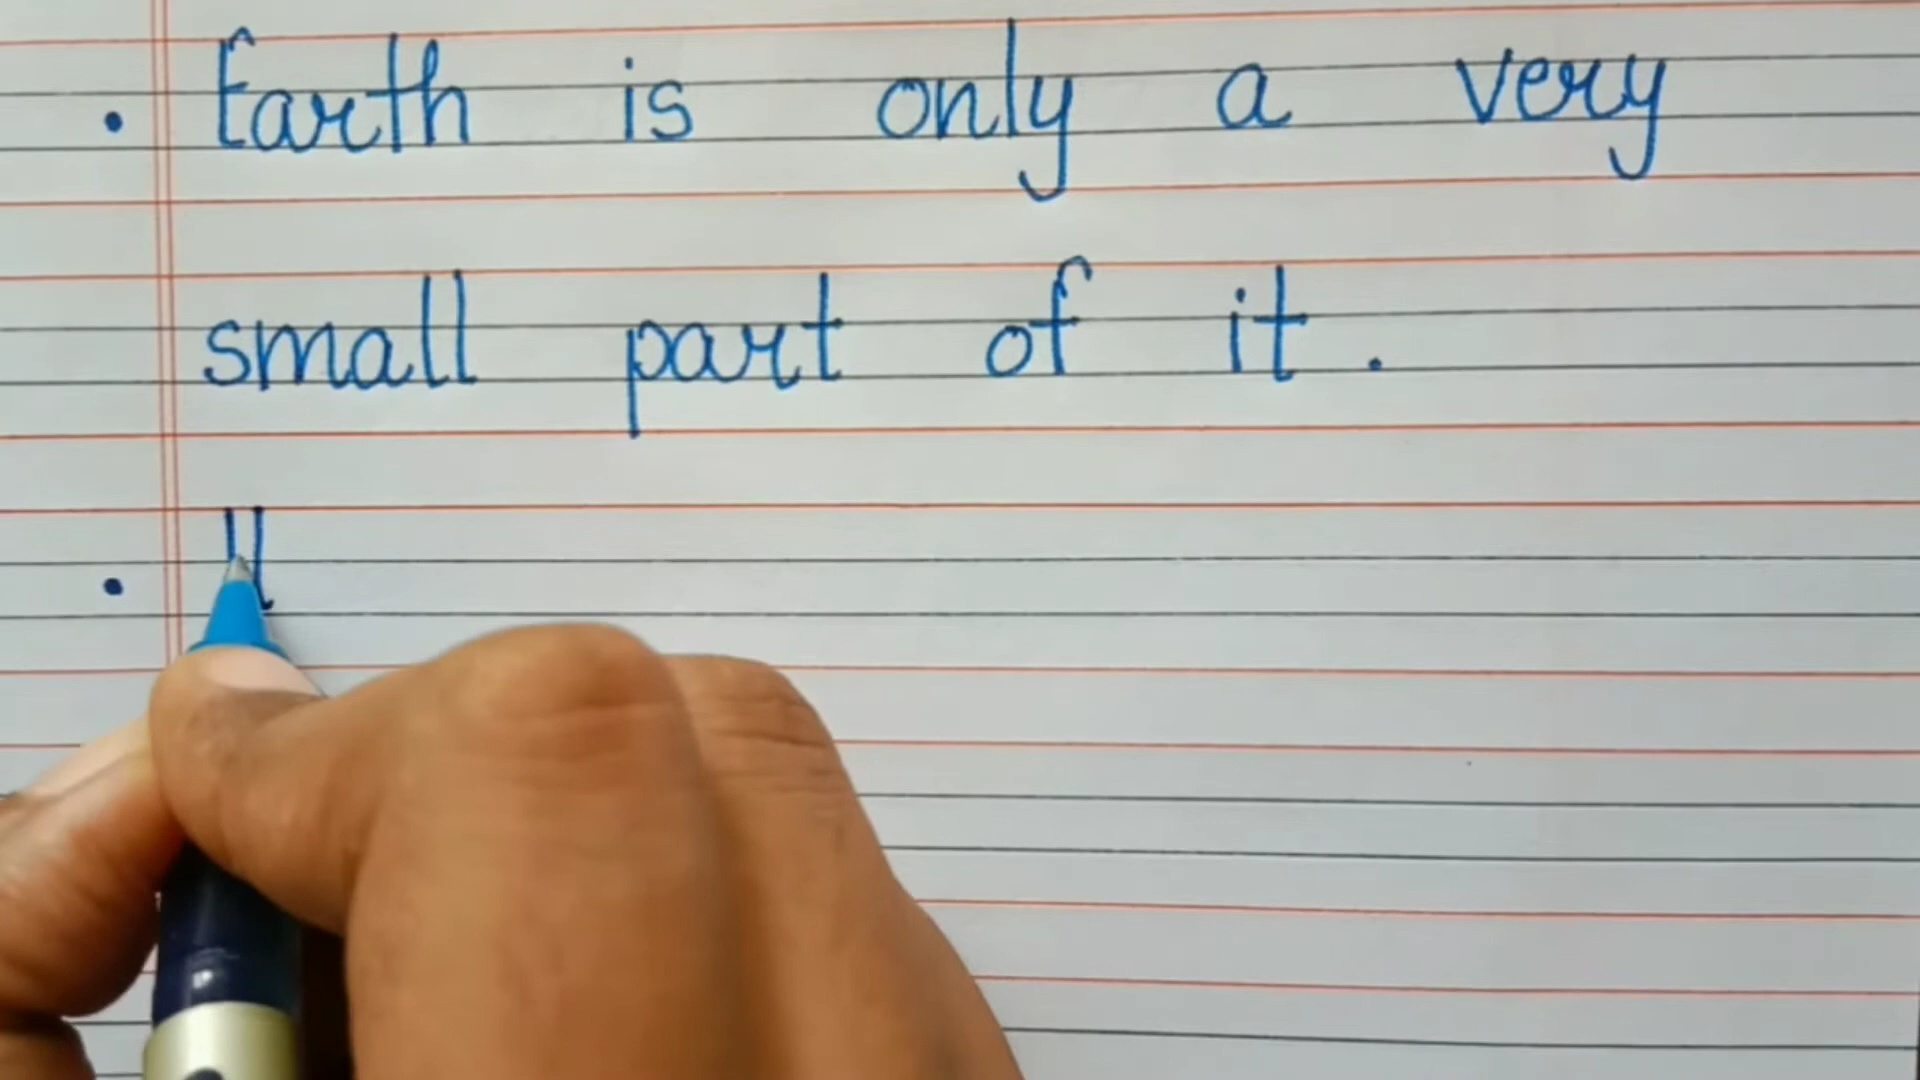 • Earth is only a very
small part of it.
•